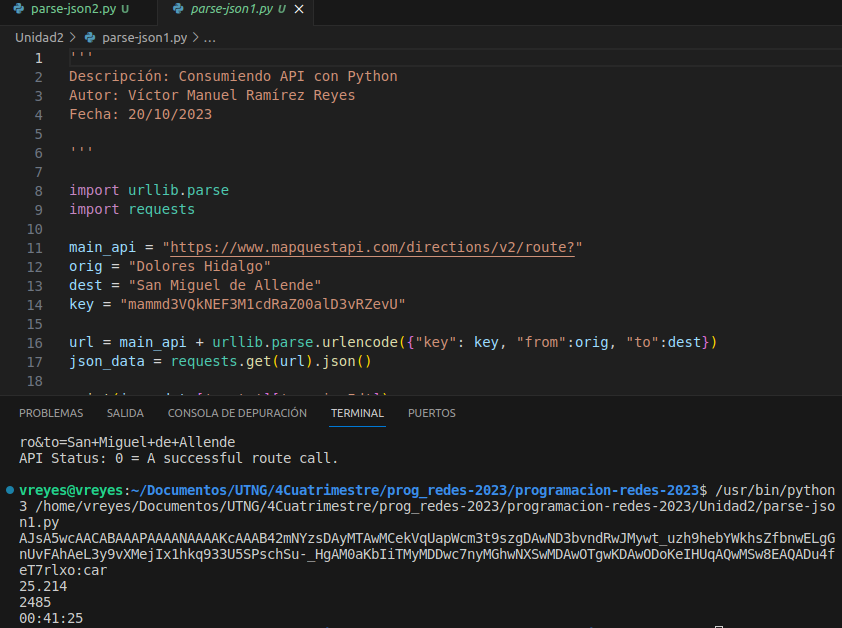 parse-json2.py U
parse-json1.py U
Unidad2 > parse-json1.py > ...
1 '''
2 Descripción: Consumiendo API con Python
3 Autor: Víctor Manuel Ramírez Reyes
4 Fecha: 20/10/2023
5
6 '''
7
8 import urllib.parse
9 import requests
10
11 main_api = "https://www.mapquestapi.com/directions/v2/route?"
12 orig = "Dolores Hidalgo"
13 dest = "San Miguel de Allende"
14 key = "mammd3VQkNEF3M1cdRaZ00alD3vRZevU"
15
16 url = main_api + urllib.parse.urlencode({"key": key, "from":orig, "to":dest})
17 json_data = requests.get(url).json()
18
PROBLEMAS SALIDA CONSOLA DE DEPURACIÓN TERMINAL PUERTOS
ro&to=San+Miguel+de+Allende
API Status: 0 = A successful route call.
vreyes@vreyes:~/Documentos/UTNG/4Cuatrimestre/prog_redes-2023/programacion-redes-2023$ /usr/bin/python
3 /home/vreyes/Documentos/UTNG/4Cuatrimestre/prog_redes-2023/programacion-redes-2023/Unidad2/parse-jso
n1.py
AJsA5wcAACABAAAPAAAANAAAAKcAAAB42mNYzsDAyMTAwMCekVqUapWcm3t9szgDAwND3bvndRwJMywt_uzh9hebYWkhsZfbnwELgG
nUvFAhAeL3y9vXMejIx1hkq933U5SPschSu-_HgAM0aKbIiTMyMDDwc7nyMGhwNXSwMDAwOTgwKDAwODoKeIHUqAQwMSw8EAQADu4f
eT7rlxo:car
25.214
2485
00:41:25